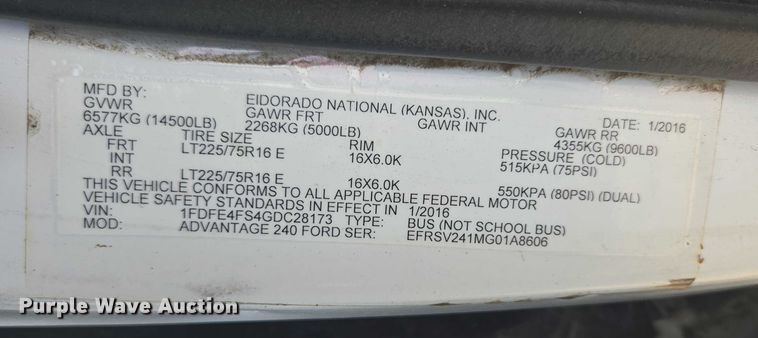 MFD BY: EIDORADO NATIONAL (KANSAS), INC. DATE: 1/2016
GVWR GAWR FRT GAWR INT GAWR RR
6577KG (14500LB) 2268KG (5000LB) 4355KG (9600LB)
AXLE TIRE SIZE RIM PRESSURE (COLD)
FRT LT225/75R16 E 16X6.0K 515KPA (75PSI)
INT
RR LT225/75R16 E 16X6.0K 550KPA (80PSI) (DUAL)
THIS VEHICLE CONFORMS TO ALL APPLICABLE FEDERAL MOTOR
VEHICLE SAFETY STANDARDS IN EFFECT IN 1/2016
VIN: 1FDFE4FS4GDC28173 TYPE: BUS (NOT SCHOOL BUS)
MOD: ADVANTAGE 240 FORD SER: EFRSV241MG01A8606
Purple Wave Auction